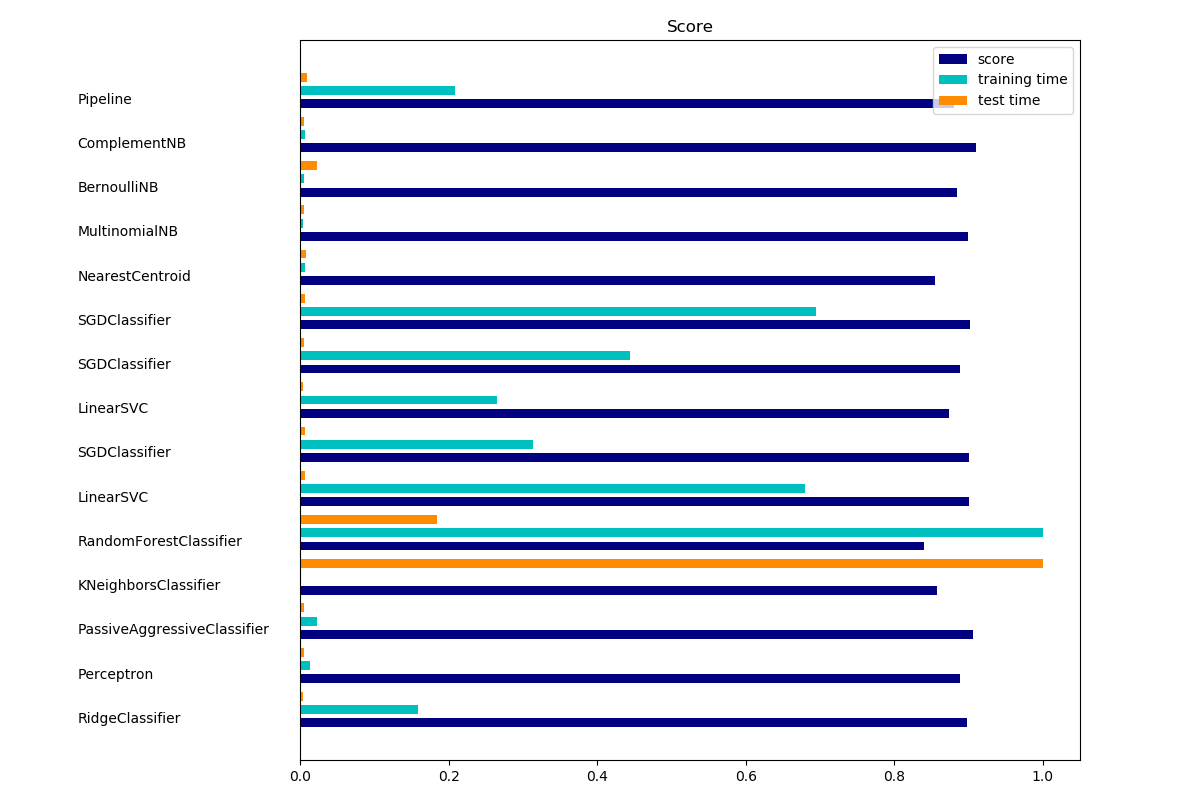 Score
score
training time
test time
Pipeline
ComplementNB
BernoulliNB
MultinomialNB
NearestCentroid
SGDClassifier
SGDClassifier
LinearSVC
SGDClassifier
LinearSVC
RandomForestClassifier
KNeighborsClassifier
PassiveAggressiveClassifier
Perceptron
RidgeClassifier
0.0 0.2 0.4 0.6 0.8 1.0